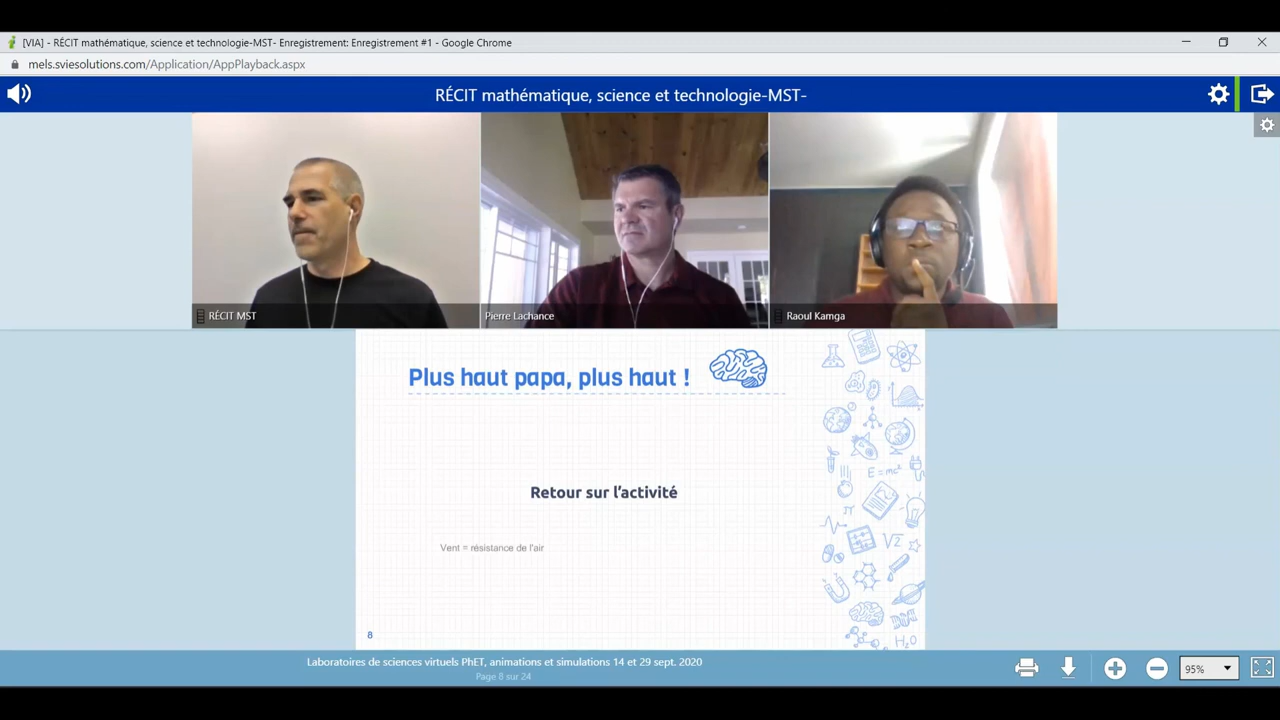 [VIA] - RÉCIT mathématique, science et technologie-MST- Enregistrement: Enregistrement #1 - Google Chrome
mels.sviesolutions.com/Application/AppPlayback.aspx
RÉCIT mathématique, science et technologie-MST-
RÉCIT MST
Pierre Lachance
Raoul Kamga
Plus haut papa, plus haut !
Retour sur l'activité
Vent = résistance de l'air
E = mc²
π
√2
H₂O
8
Laboratoires de sciences virtuels PhET, animations et simulations 14 et 29 sept. 2020
Page 8 sur 24
95%